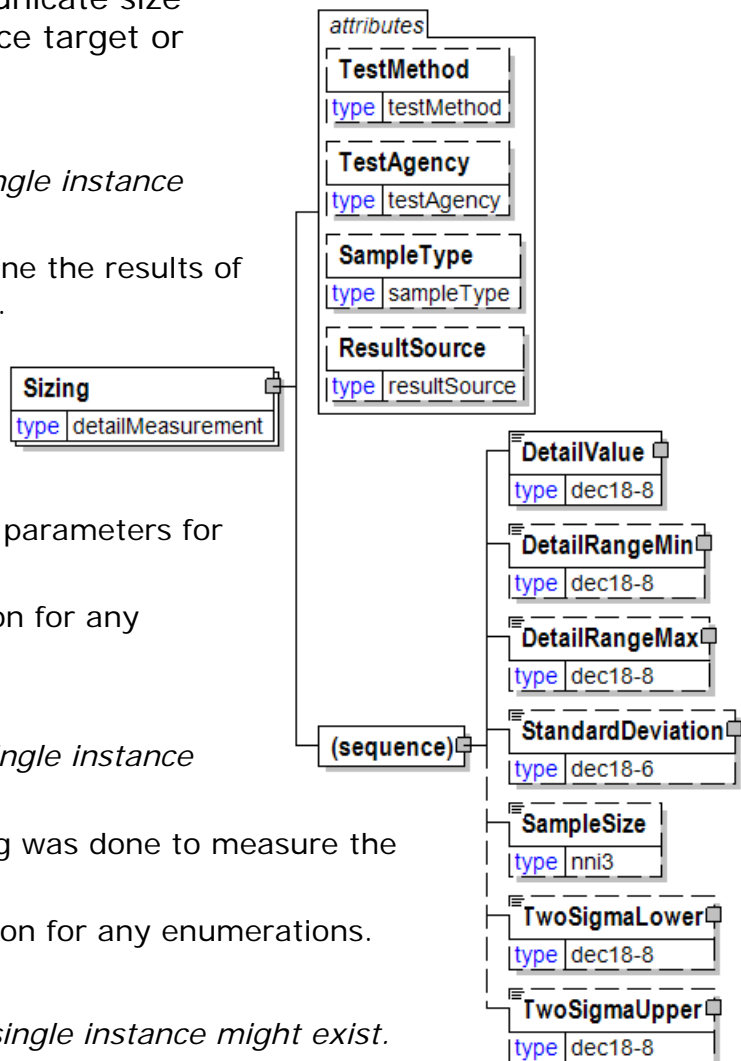 unicate size
ce target or
ngle instance
ne the results of
.
parameters for
on for any
ingle instance
g was done to measure the
on for any enumerations.
single instance might exist.
Sizing
type detailMeasurement
attributes
TestMethod
type testMethod
TestAgency
type testAgency
SampleType
type sampleType
ResultSource
type resultSource
(sequence)
DetailValue
type dec18-8
DetailRangeMin
type dec18-8
DetailRangeMax
type dec18-8
StandardDeviation
type dec18-6
SampleSize
type nni3
TwoSigmaLower
type dec18-8
TwoSigmaUpper
type dec18-8